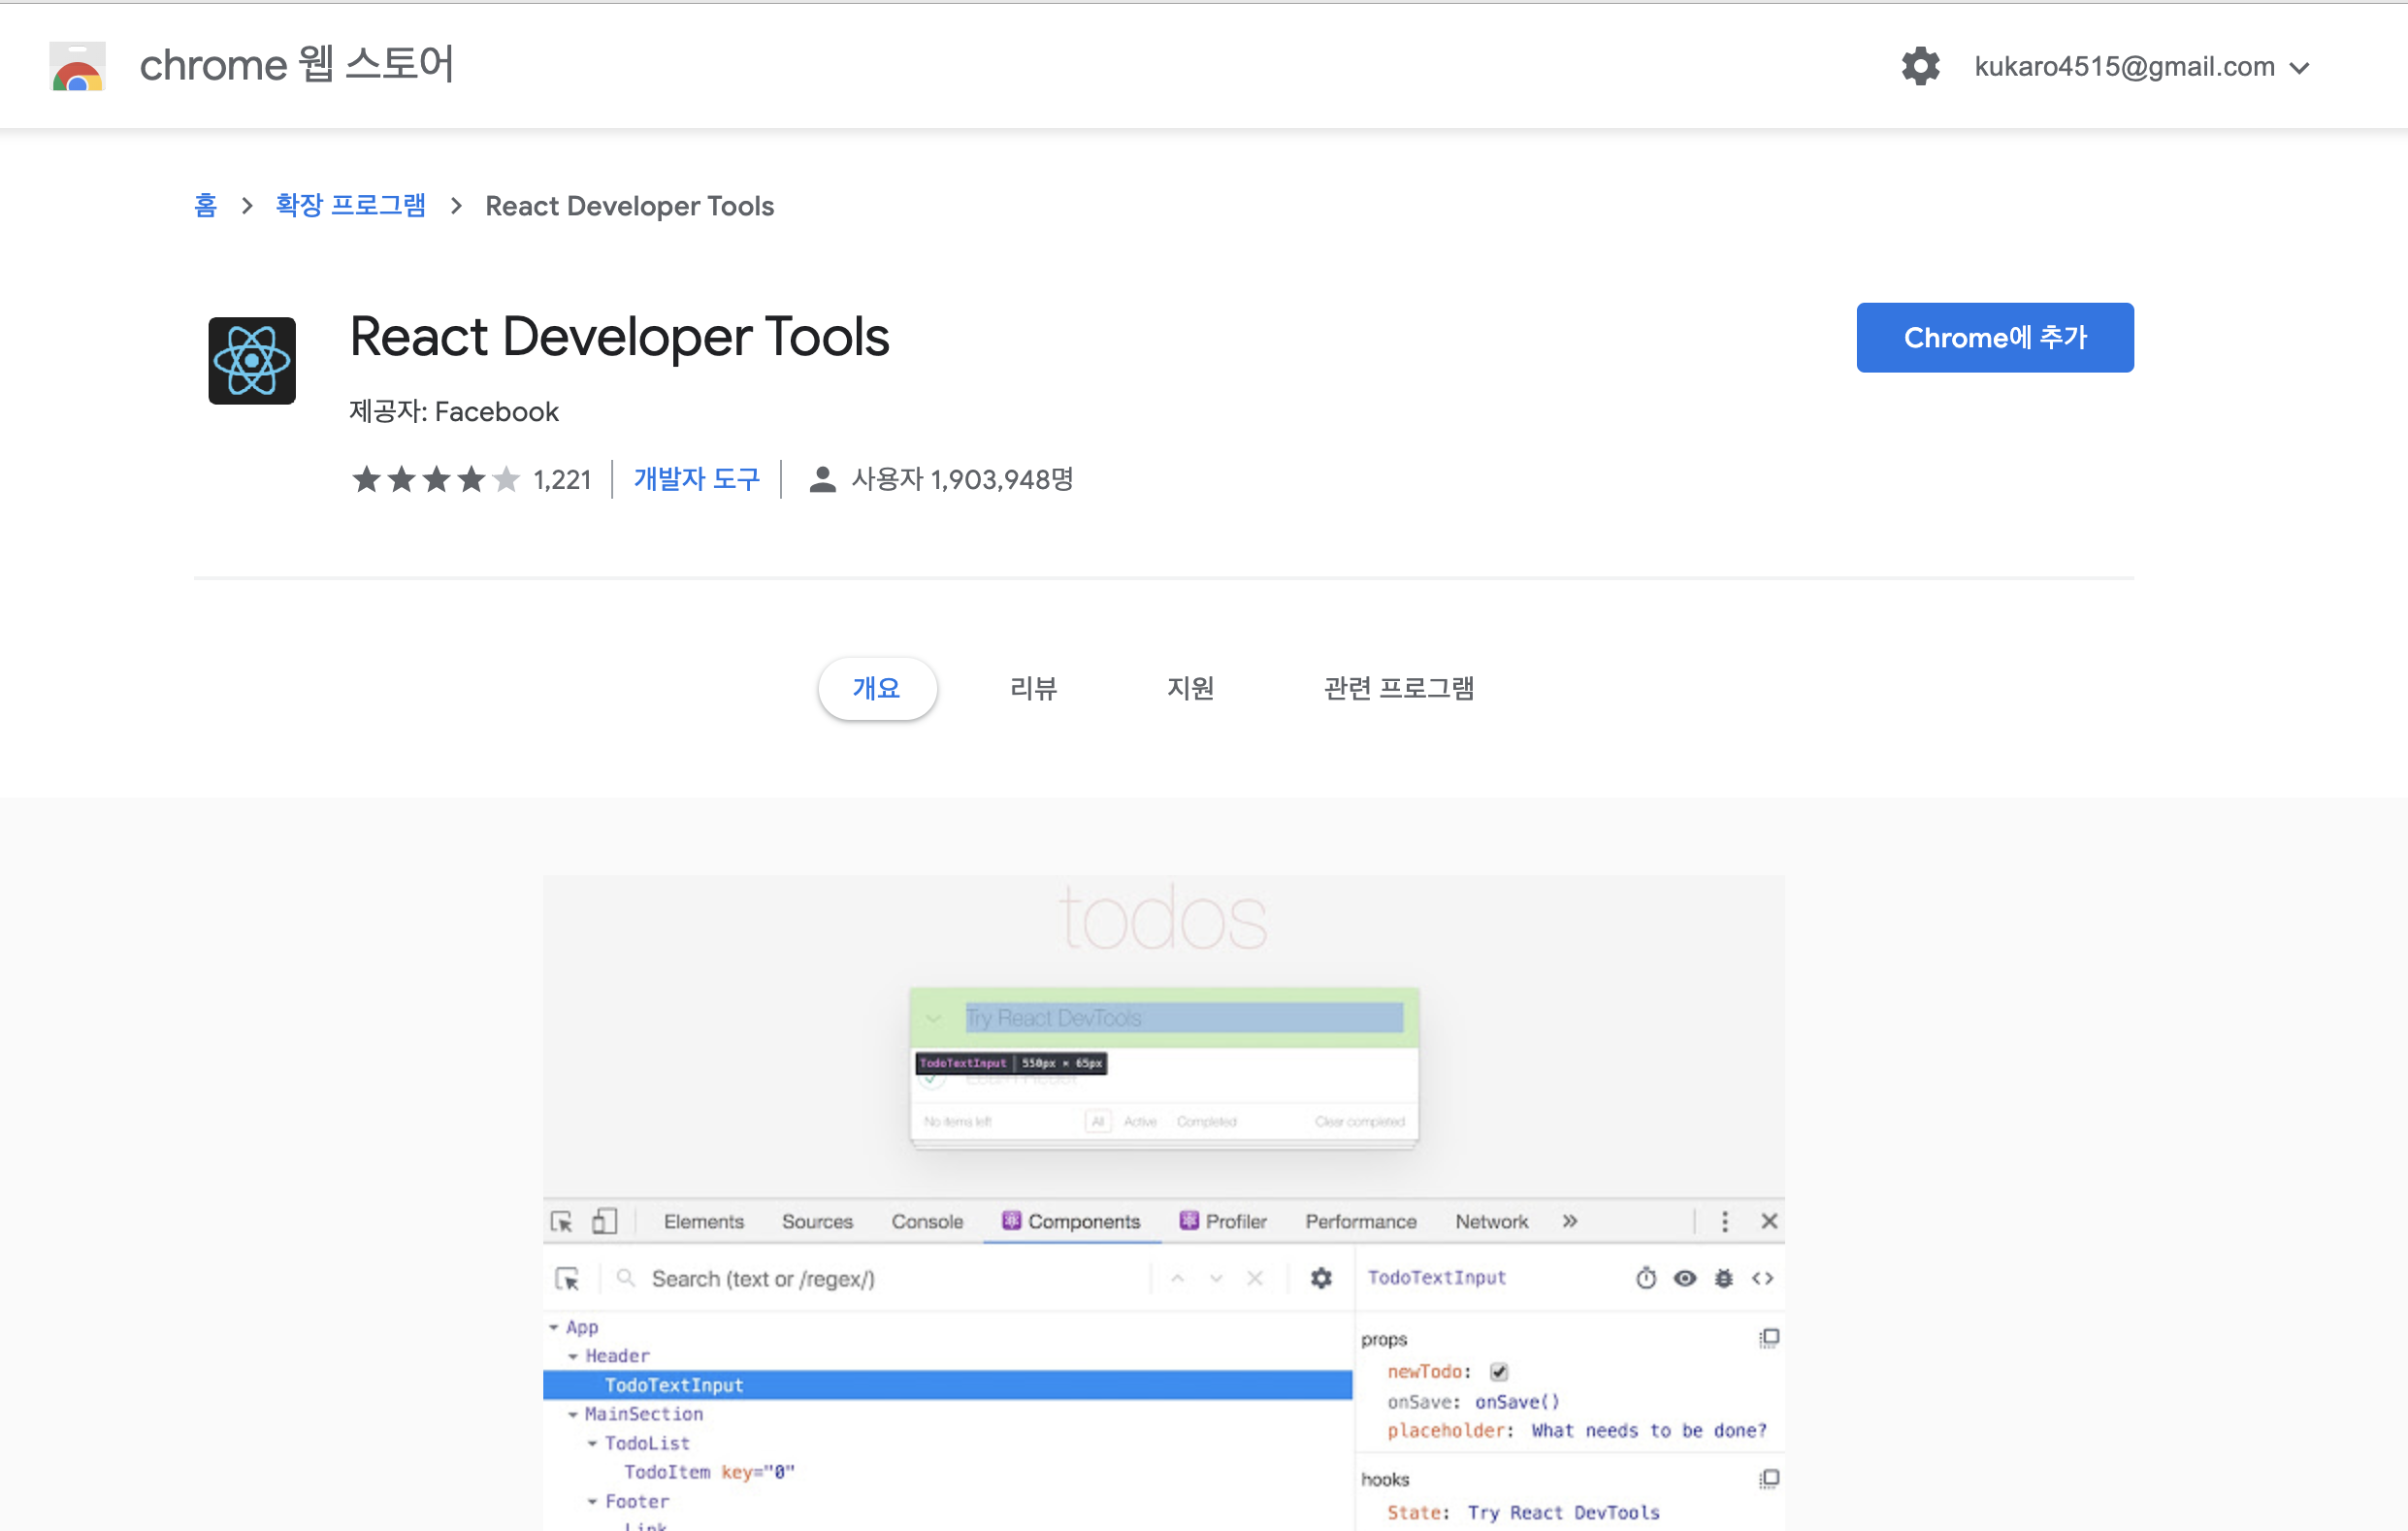 chrome 웹 스토어
kukaro4515@gmail.com
홈 > 확장 프로그램 > React Developer Tools
React Developer Tools
Chrome에 추가
제공자: Facebook
1,221 개발자 도구 사용자 1,903,948명
개요 리뷰 지원 관련 프로그램
todos
Try React DevTools
TodoTextInput 550px × 65px
No items left All Active Completed Clear completed
Elements Sources Console Components Profiler Performance Network »
Search (text or /regex/) TodoTextInput
App
Header
TodoTextInput
MainSection
TodoList
TodoItem key="0"
Footer
Link
props
newTodo:
onSave: onSave()
placeholder: What needs to be done?
hooks
State: Try React DevTools